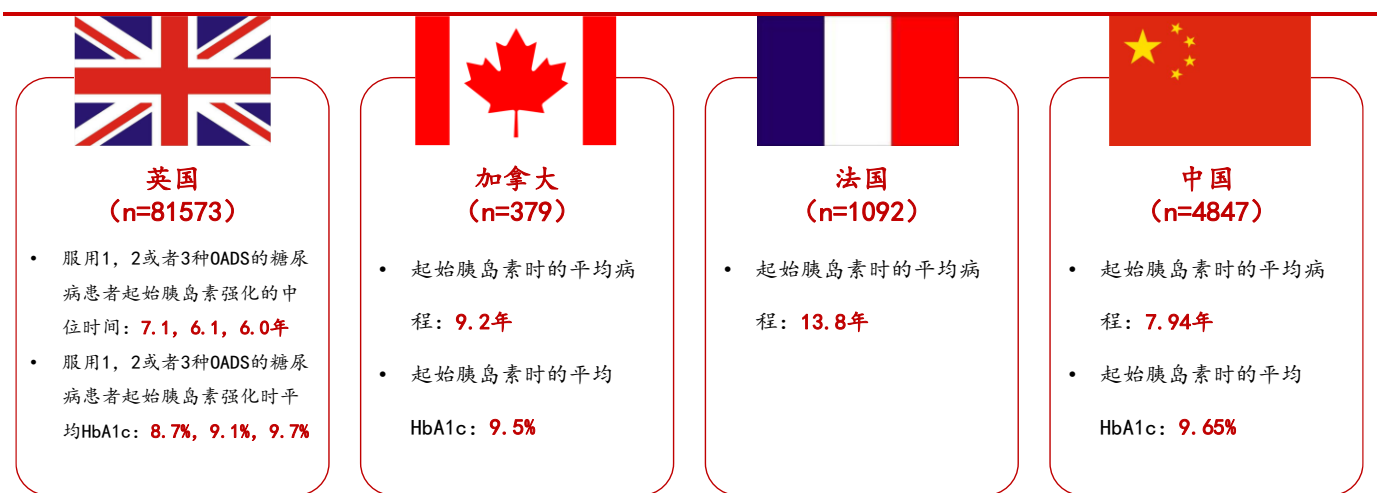 英国
（n=81573）
• 服用1, 2或者3种OADS的糖尿
病患者起始胰岛素强化的中
位时间: 7.1, 6.1, 6.0年
• 服用1, 2或者3种OADS的糖尿
病患者起始胰岛素强化时平
均HbA1c: 8.7%, 9.1%, 9.7%
加拿大
（n=379）
• 起始胰岛素时的平均病
程: 9.2年
• 起始胰岛素时的平均
HbA1c: 9.5%
法国
（n=1092）
• 起始胰岛素时的平均病
程: 13.8年
中国
（n=4847）
• 起始胰岛素时的平均病
程: 7.94年
• 起始胰岛素时的平均
HbA1c: 9.65%